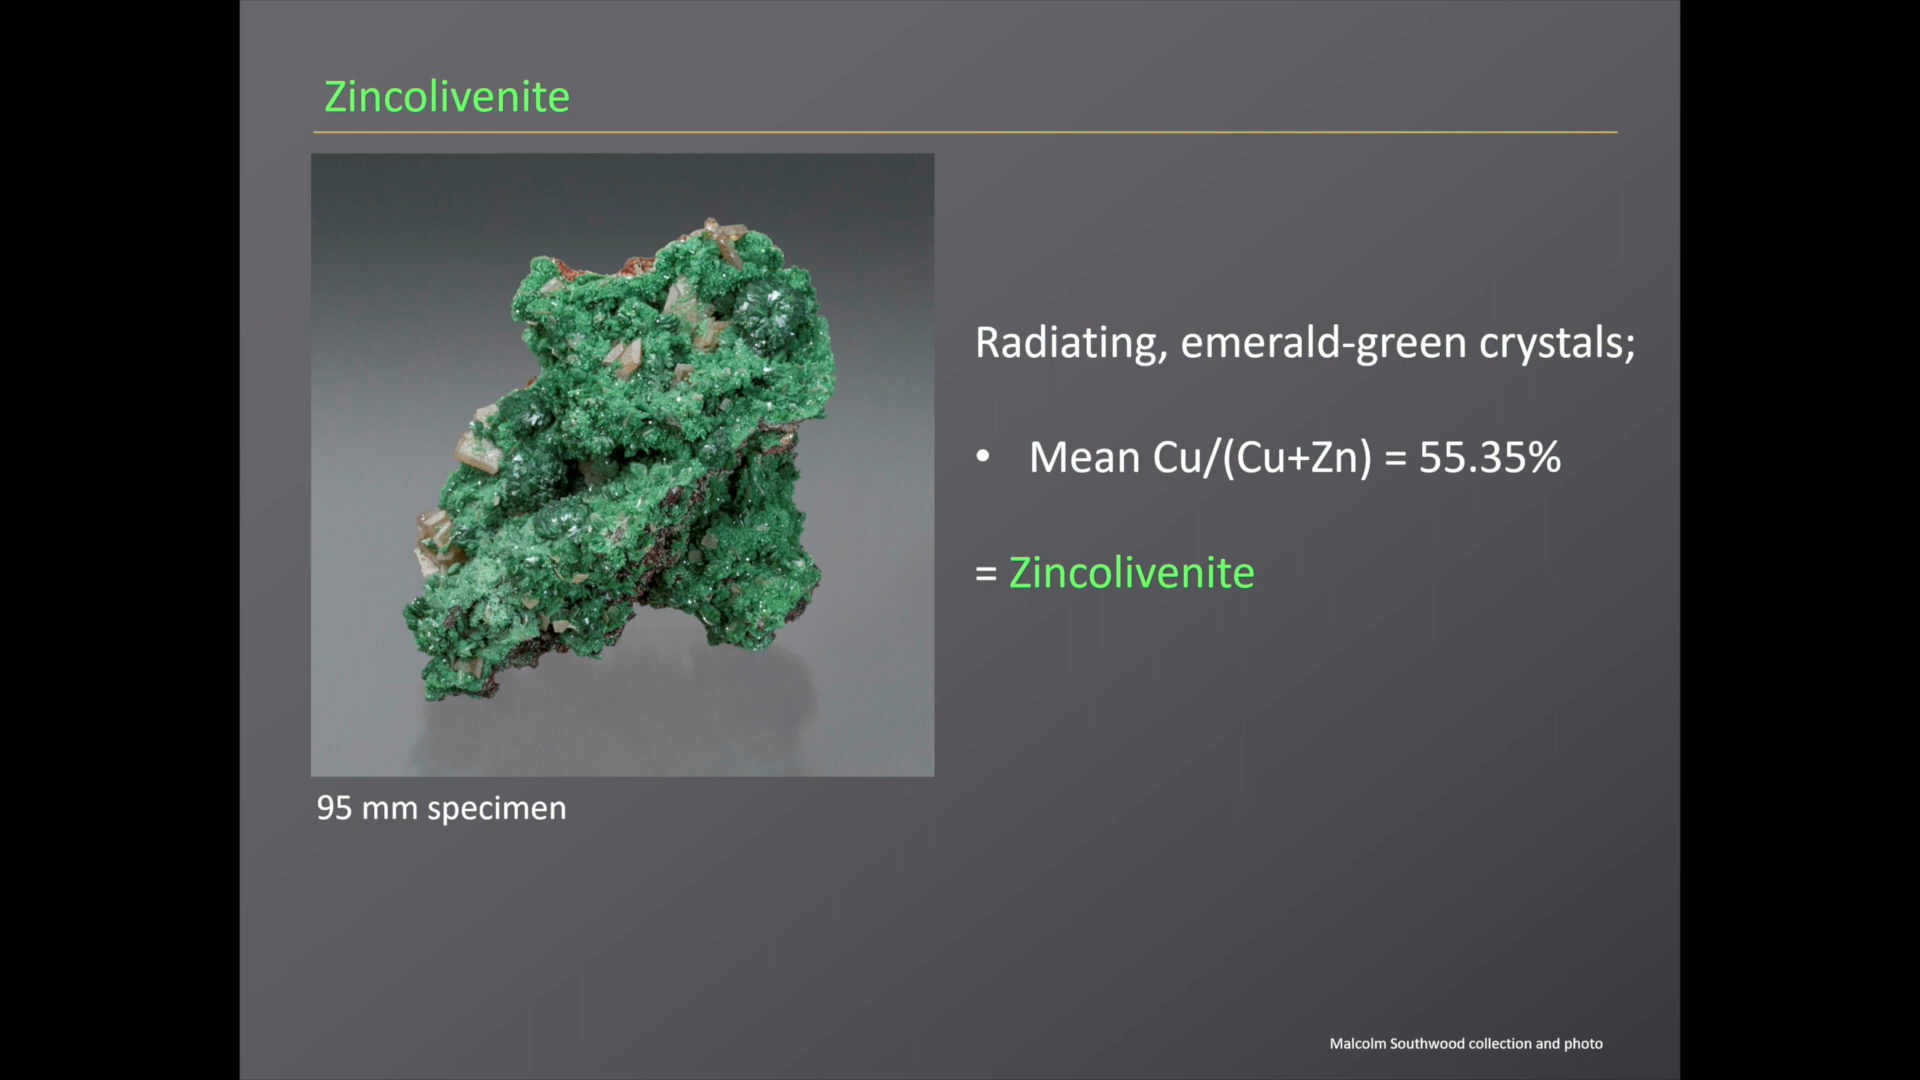 Zincolivenite
Radiating, emerald-green crystals;
• Mean Cu/(Cu+Zn) = 55.35%
= Zincolivenite
95 mm specimen
Malcolm Southwood collection and photo